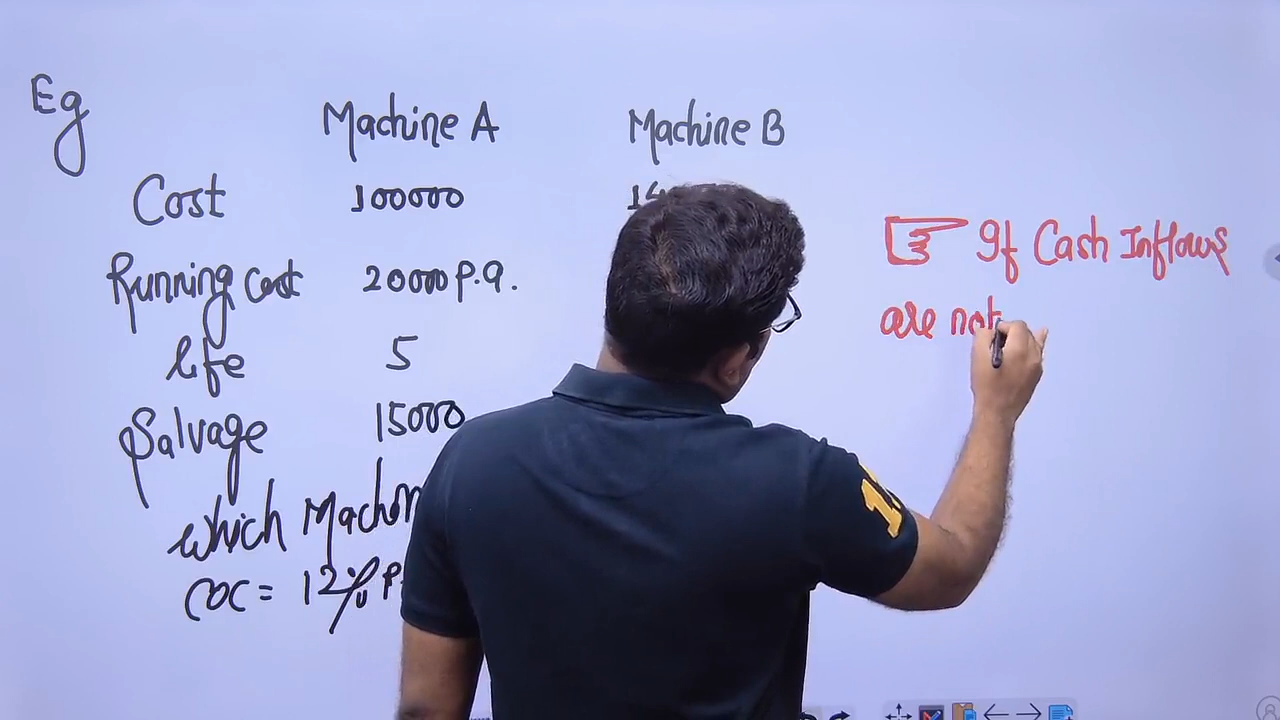 Eg
Machine A Machine B
Cost 100000
Running Cost 20000 p.a.
life 5
Salvage 15000
which
COC = 12%
☞ If Cash Inflows
are not